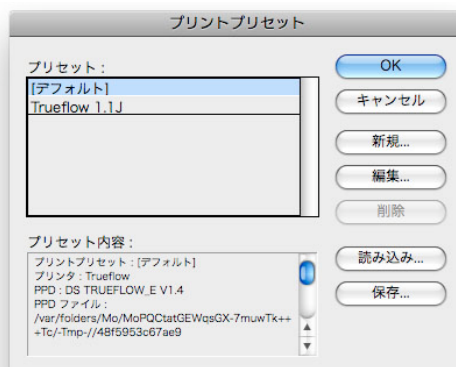 プリントプリセット
プリセット :
[デフォルト]
Trueflow 1.1J
OK
キャンセル
新規...
編集...
削除
読み込み...
保存...
プリセット内容 :
プリントプリセット : [デフォルト]
プリンタ : Trueflow
PPD : DS TRUEFLOW_E V1.4
PPD ファイル :
/var/folders/Mo/MoPQCtatGEWqsGX-7muwTk++
+Tc/-Tmp-//48f5953c67ae9